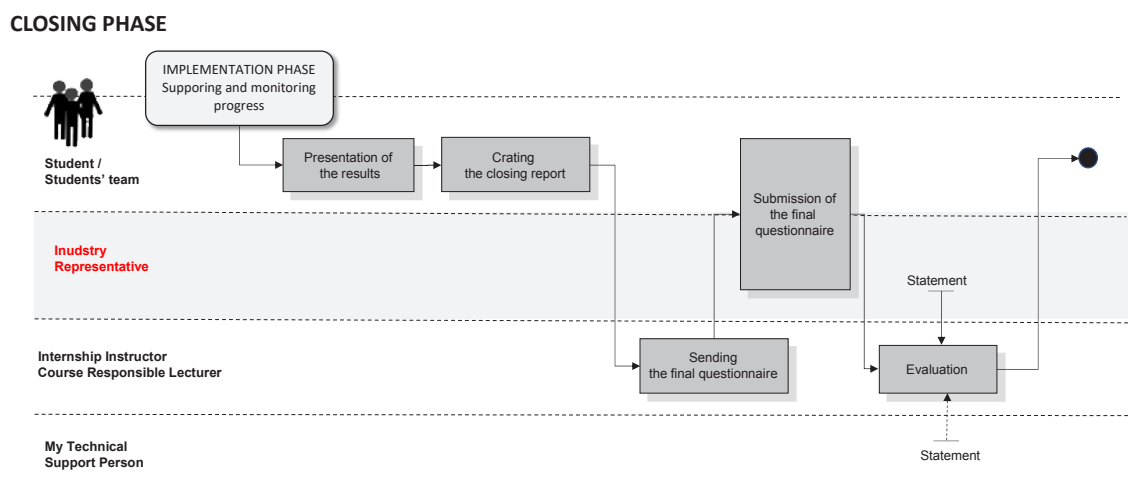 CLOSING PHASE
IMPLEMENTATION PHASE
Supporing and monitoring
progress
Student /
Students' team
Presentation of
the results
Crating
the closing report
Submission of
the final
questionnaire
Inudstry
Representative
Statement
Internship Instructor
Course Responsible Lecturer
Sending
the final questionnaire
Evaluation
My Technical
Support Person
Statement